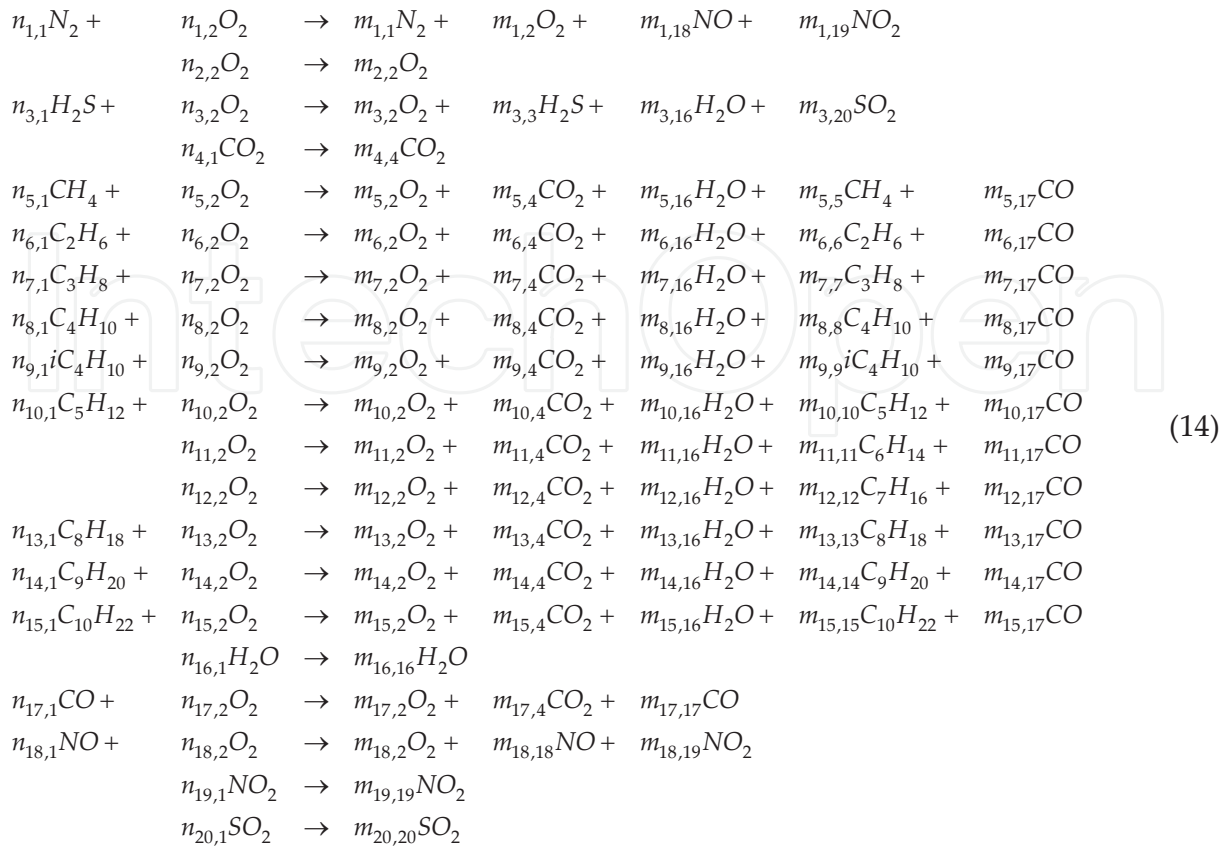 n_{1,1}N_2 + n_{1,2}O_2 → m_{1,1}N_2 + m_{1,2}O_2 + m_{1,18}NO + m_{1,19}NO_2
n_{2,2}O_2 → m_{2,2}O_2
n_{3,1}H_2S + n_{3,2}O_2 → m_{3,2}O_2 + m_{3,3}H_2S + m_{3,16}H_2O + m_{3,20}SO_2
n_{4,1}CO_2 → m_{4,4}CO_2
n_{5,1}CH_4 + n_{5,2}O_2 → m_{5,2}O_2 + m_{5,4}CO_2 + m_{5,16}H_2O + m_{5,5}CH_4 + m_{5,17}CO
n_{6,1}C_2H_6 + n_{6,2}O_2 → m_{6,2}O_2 + m_{6,4}CO_2 + m_{6,16}H_2O + m_{6,6}C_2H_6 + m_{6,17}CO
n_{7,1}C_3H_8 + n_{7,2}O_2 → m_{7,2}O_2 + m_{7,4}CO_2 + m_{7,16}H_2O + m_{7,7}C_3H_8 + m_{7,17}CO
n_{8,1}C_4H_{10} + n_{8,2}O_2 → m_{8,2}O_2 + m_{8,4}CO_2 + m_{8,16}H_2O + m_{8,8}C_4H_{10} + m_{8,17}CO
n_{9,1}iC_4H_{10} + n_{9,2}O_2 → m_{9,2}O_2 + m_{9,4}CO_2 + m_{9,16}H_2O + m_{9,9}iC_4H_{10} + m_{9,17}CO
n_{10,1}C_5H_{12} + n_{10,2}O_2 → m_{10,2}O_2 + m_{10,4}CO_2 + m_{10,16}H_2O + m_{10,10}C_5H_{12} + m_{10,17}CO
(14)
n_{11,2}O_2 → m_{11,2}O_2 + m_{11,4}CO_2 + m_{11,16}H_2O + m_{11,11}C_6H_{14} + m_{11,17}CO
n_{12,2}O_2 → m_{12,2}O_2 + m_{12,4}CO_2 + m_{12,16}H_2O + m_{12,12}C_7H_{16} + m_{12,17}CO
n_{13,1}C_8H_{18} + n_{13,2}O_2 → m_{13,2}O_2 + m_{13,4}CO_2 + m_{13,16}H_2O + m_{13,13}C_8H_{18} + m_{13,17}CO
n_{14,1}C_9H_{20} + n_{14,2}O_2 → m_{14,2}O_2 + m_{14,4}CO_2 + m_{14,16}H_2O + m_{14,14}C_9H_{20} + m_{14,17}CO
n_{15,1}C_{10}H_{22} + n_{15,2}O_2 → m_{15,2}O_2 + m_{15,4}CO_2 + m_{15,16}H_2O + m_{15,15}C_{10}H_{22} + m_{15,17}CO
n_{16,1}H_2O → m_{16,16}H_2O
n_{17,1}CO + n_{17,2}O_2 → m_{17,2}O_2 + m_{17,4}CO_2 + m_{17,17}CO
n_{18,1}NO + n_{18,2}O_2 → m_{18,2}O_2 + m_{18,18}NO + m_{18,19}NO_2
n_{19,1}NO_2 → m_{19,19}NO_2
n_{20,1}SO_2 → m_{20,20}SO_2
IntechOpen